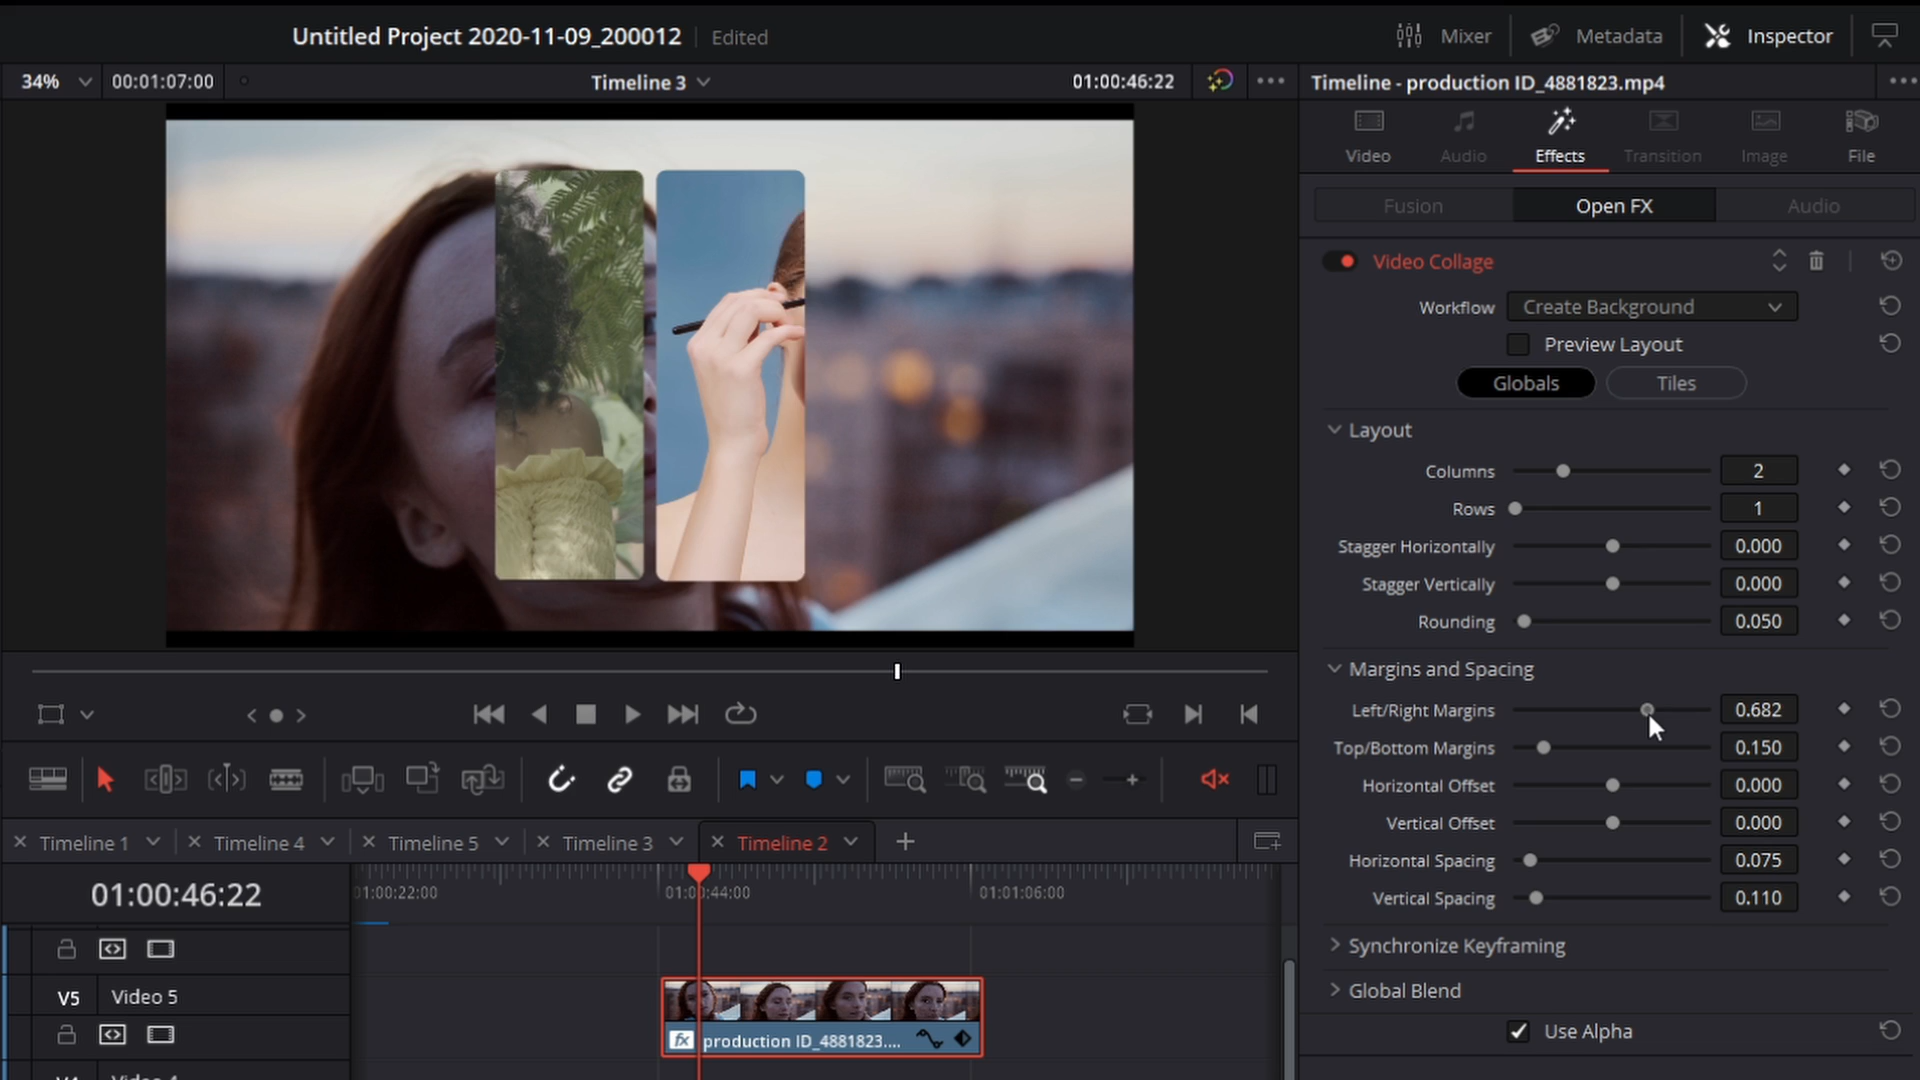 Untitled Project 2020-11-09_200012 Edited
Mixer Metadata Inspector
34% 00:01:07:00 Timeline 3 01:00:46:22
Timeline - production ID_4881823.mp4
Video Audio Effects Transition Image File
Fusion Open FX Audio
Video Collage
Workflow Create Background
Preview Layout
Globals Tiles
Layout
Columns 2
Rows 1
Stagger Horizontally 0.000
Stagger Vertically 0.000
Rounding 0.050
Margins and Spacing
Left/Right Margins 0.682
Top/Bottom Margins 0.150
Horizontal Offset 0.000
Vertical Offset 0.000
Horizontal Spacing 0.075
Vertical Spacing 0.110
Synchronize Keyframing
Global Blend
Use Alpha
Timeline 1 Timeline 4 Timeline 5 Timeline 3 Timeline 2
01:00:46:22
01:00:22:00 01:00:44:00 01:01:06:00
V5 Video 5
fx production ID_4881823....